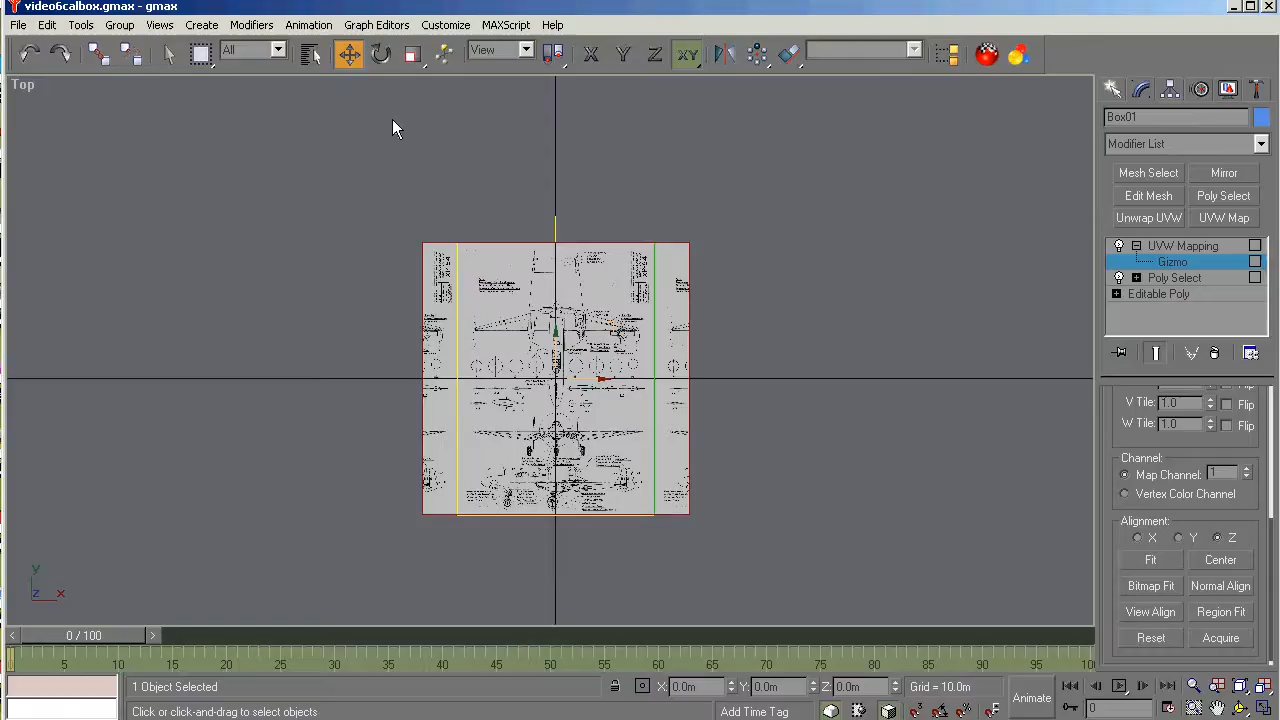 video6calbox.gmax - gmax
File Edit Tools Group Views Create Modifiers Animation Graph Editors Customize MAXScript Help
All View X Y Z XY
Top
Box01
Modifier List
Mesh Select Mirror
Edit Mesh Poly Select
Unwrap UVW UVW Map
UVW Mapping
Gizmo
Poly Select
Editable Poly
V Tile: 1.0 Flip
W Tile: 1.0 Flip
Channel:
Map Channel: 1
Vertex Color Channel
Alignment:
X Y Z
Fit Center
Bitmap Fit Normal Align
View Align Region Fit
Reset Acquire
y
z x
0 / 100
5 10 15 20 25 30 35 40 45 50 55 60 65 70 75 80 85 90 95 100
1 Object Selected X: 0.0m Y: 0.0m Z: 0.0m Grid = 10.0m Animate
Click or click-and-drag to select objects Add Time Tag 0